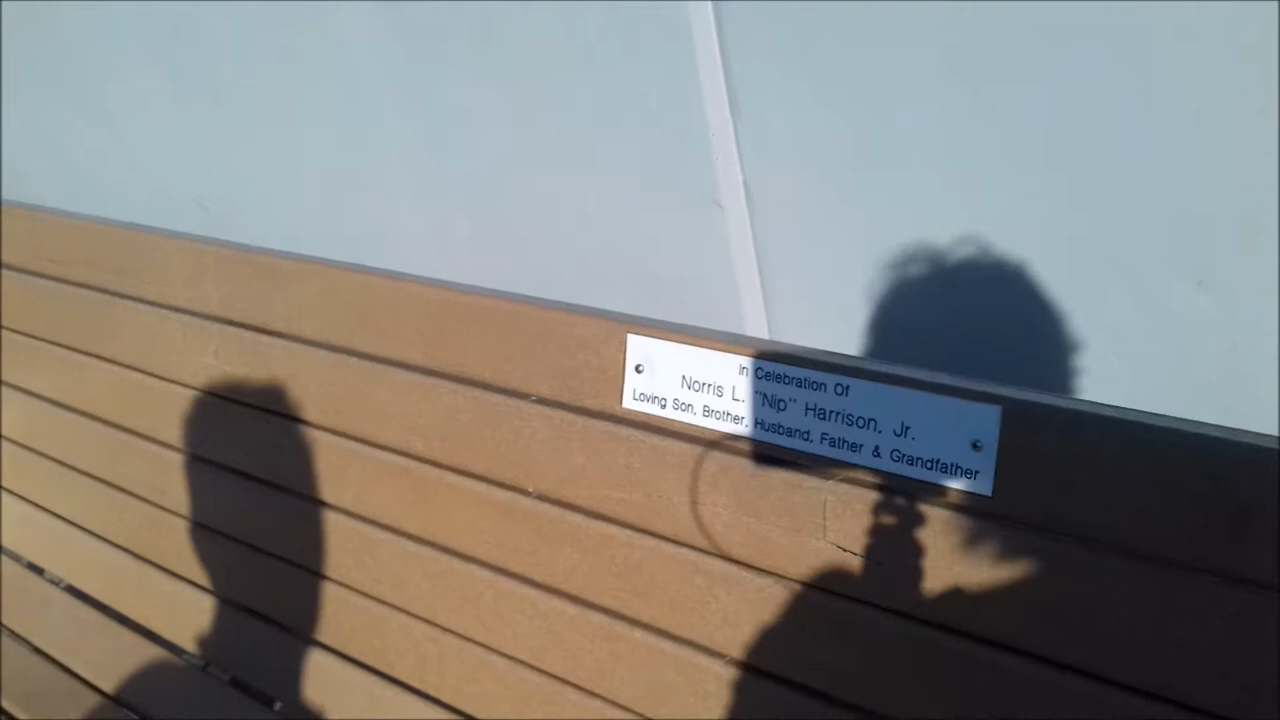 In Celebration Of
Norris L. "Nip" Harrison, Jr.
Loving Son, Brother, Husband, Father & Grandfather